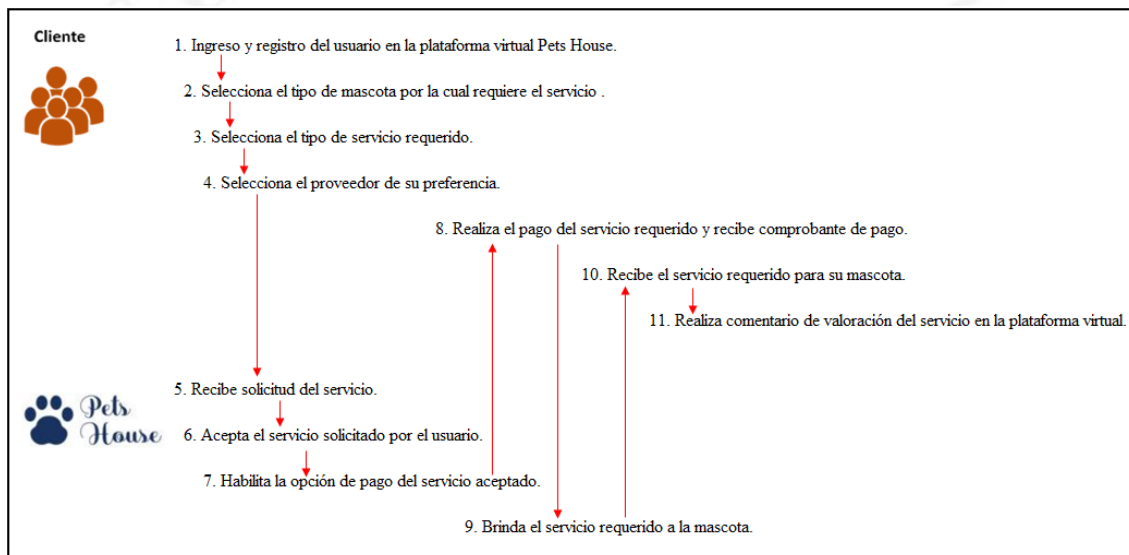 Cliente
1. Ingreso y registro del usuario en la plataforma virtual Pets House.
2. Selecciona el tipo de mascota por la cual requiere el servicio .
3. Selecciona el tipo de servicio requerido.
4. Selecciona el proveedor de su preferencia.
8. Realiza el pago del servicio requerido y recibe comprobante de pago.
10. Recibe el servicio requerido para su mascota.
11. Realiza comentario de valoración del servicio en la plataforma virtual.
Pets
House
5. Recibe solicitud del servicio.
6. Acepta el servicio solicitado por el usuario.
7. Habilita la opción de pago del servicio aceptado.
9. Brinda el servicio requerido a la mascota.